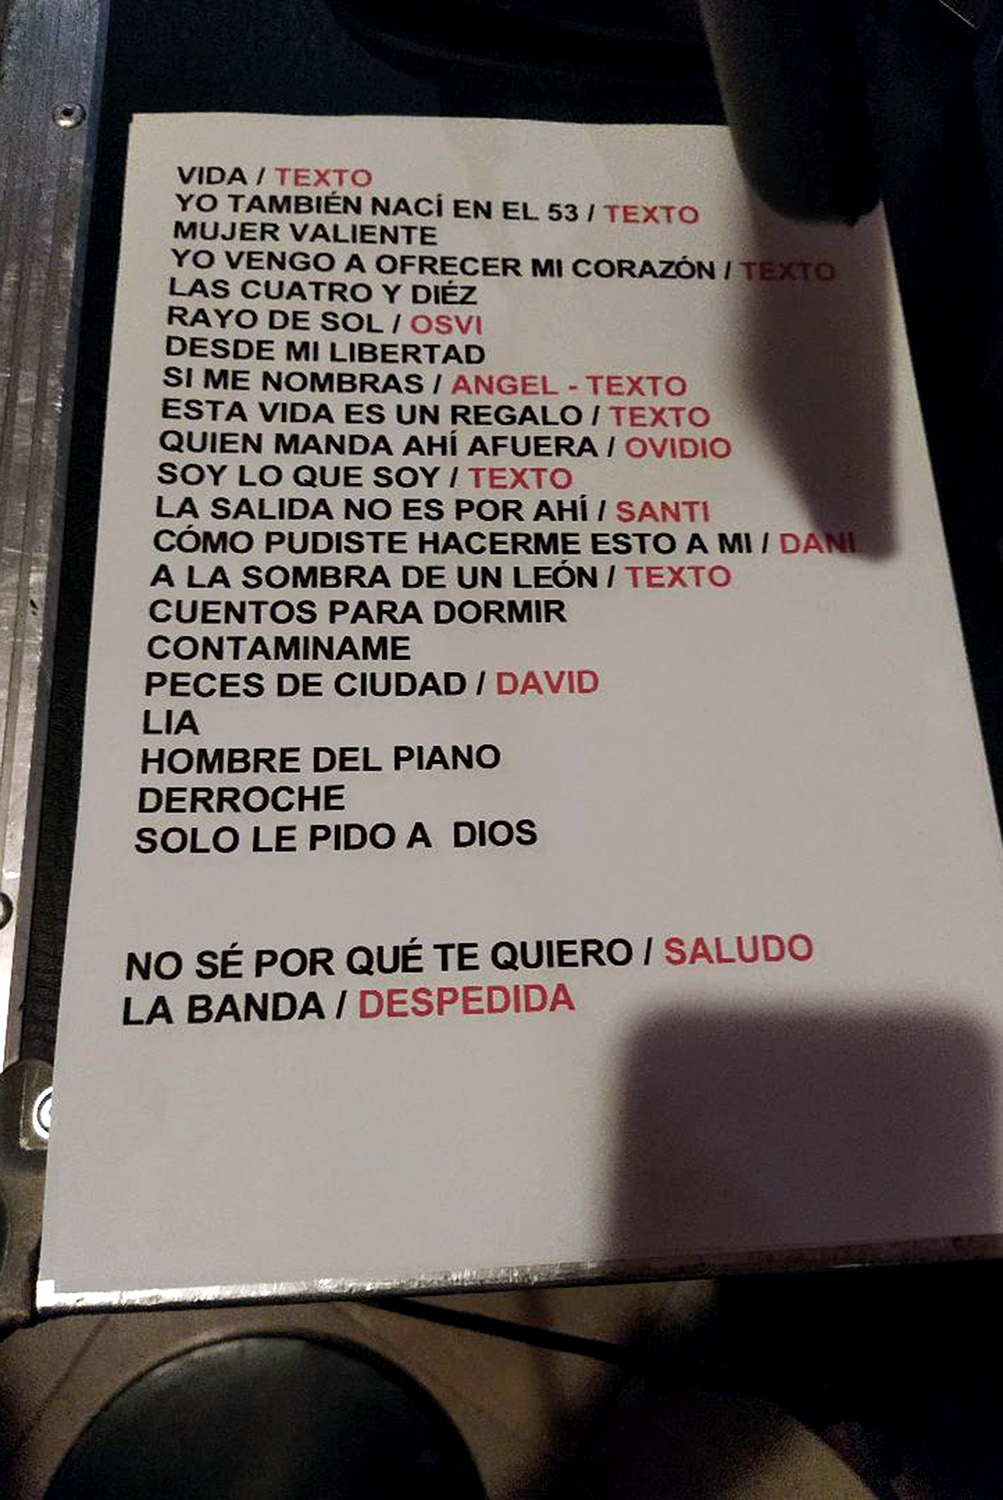 VIDA / TEXTO
YO TAMBIÉN NACÍ EN EL 53 / TEXTO
MUJER VALIENTE
YO VENGO A OFRECER MI CORAZÓN / TEXTO
LAS CUATRO Y DIÉZ
RAYO DE SOL / OSVI
DESDE MI LIBERTAD
SI ME NOMBRAS / ANGEL - TEXTO
ESTA VIDA ES UN REGALO / TEXTO
QUIEN MANDA AHÍ AFUERA / OVIDIO
SOY LO QUE SOY / TEXTO
LA SALIDA NO ES POR AHÍ / SANTI
CÓMO PUDISTE HACERME ESTO A MI / DANI
A LA SOMBRA DE UN LEÓN / TEXTO
CUENTOS PARA DORMIR
CONTAMINAME
PECES DE CIUDAD / DAVID
LIA
HOMBRE DEL PIANO
DERROCHE
SOLO LE PIDO A DIOS
NO SÉ POR QUÉ TE QUIERO / SALUDO
LA BANDA / DESPEDIDA